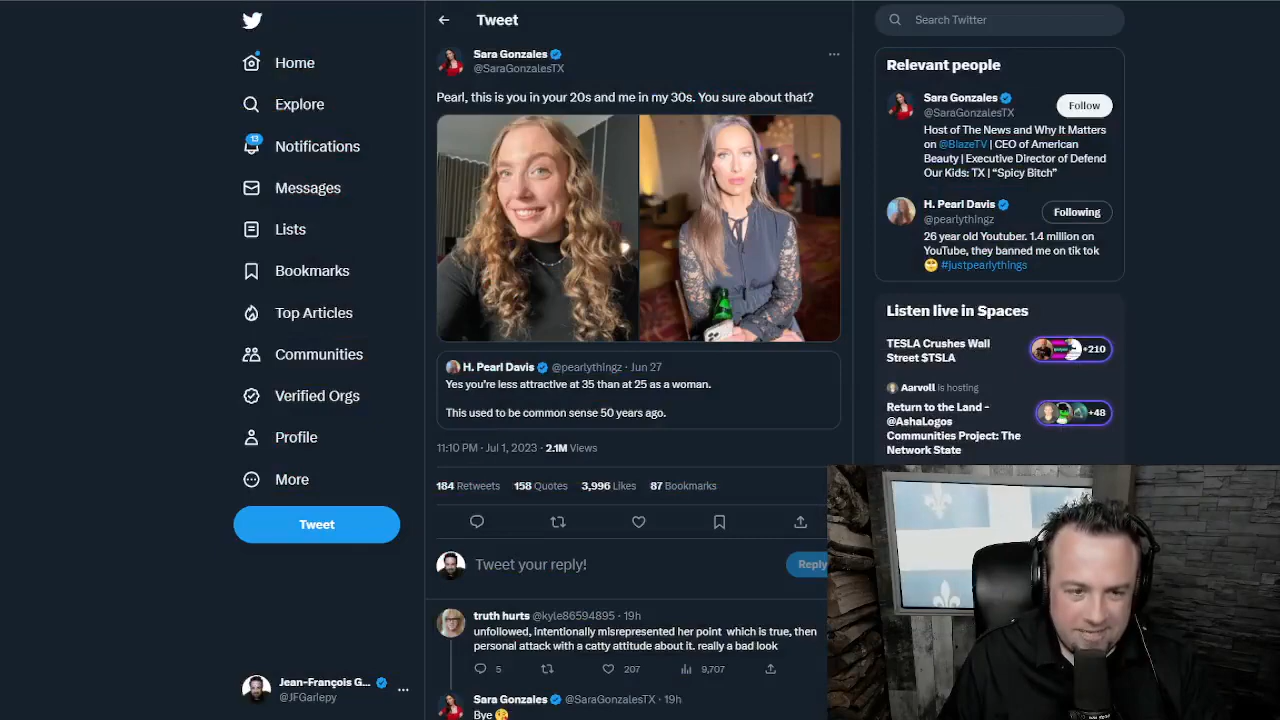 Home
Explore
13
Notifications
Messages
Lists
Bookmarks
Top Articles
Communities
Verified Orgs
Profile
More
Tweet
Jean-François G...
@JFGariepy
Tweet
Sara Gonzales
@SaraGonzalesTX
Pearl, this is you in your 20s and me in my 30s. You sure about that?
H. Pearl Davis @pearlythingz · Jun 27
Yes you're less attractive at 35 than at 25 as a woman.
This used to be common sense 50 years ago.
11:10 PM · Jul 1, 2023 · 2.1M Views
184 Retweets 158 Quotes 3,996 Likes 87 Bookmarks
Tweet your reply!
Reply
truth hurts @kyle86594895 · 19h
unfollowed, intentionally misrepresented her point which is true, then
personal attack with a catty attitude about it. really a bad look
5 207 9,707
Sara Gonzales @SaraGonzalesTX · 19h
Bye
Search Twitter
Relevant people
Sara Gonzales
@SaraGonzalesTX
Follow
Host of The News and Why It Matters
on @BlazeTV | CEO of American
Beauty | Executive Director of Defend
Our Kids: TX | "Spicy Bitch"
H. Pearl Davis
@pearlythingz
Following
26 year old Youtuber. 1.4 million on
YouTube, they banned me on tik tok
#justpearlythings
Listen live in Spaces
TESLA Crushes Wall
Street $TSLA
+210
Aarvoll is hosting
Return to the Land -
@AshaLogos
Communities Project: The
Network State
+48